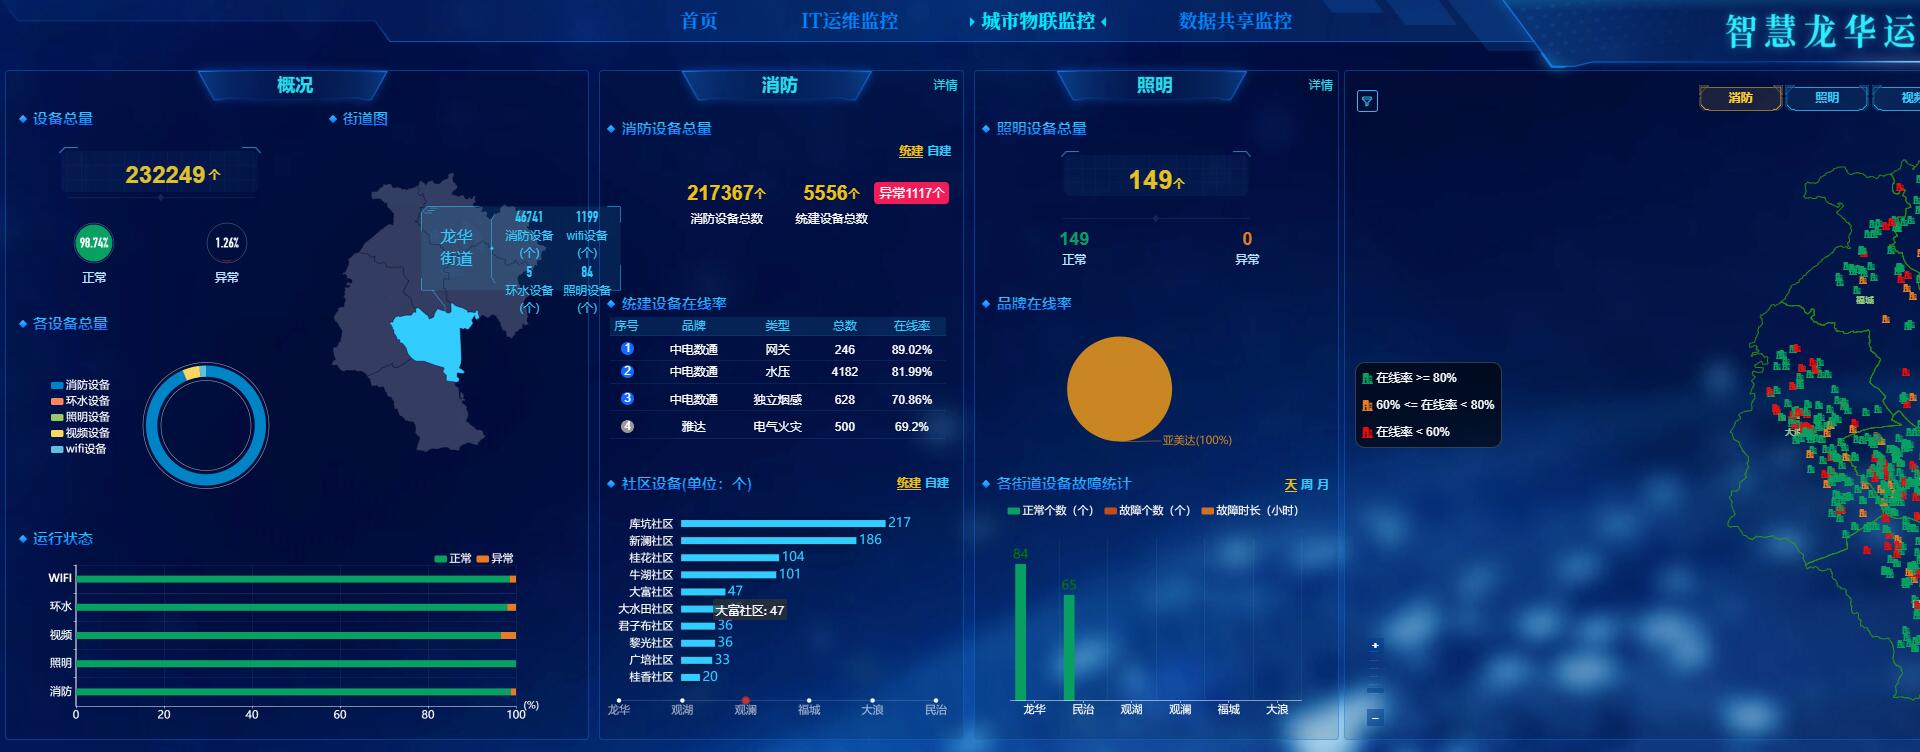 首页 IT运维监控 城市物联监控 数据共享监控
智慧龙华运
概况
设备总量
232249个
98.74%
正常
1.26%
异常
街道图
龙华
街道
46741
消防设备
(个)
1199
wifi设备
(个)
5
环水设备
(个)
84
照明设备
(个)
各设备总量
消防设备
环水设备
照明设备
视频设备
wifi设备
运行状态
正常 异常
WIFI
环水
视频
照明
消防
0 20 40 60 80 100 (%)
消防
详情
消防设备总量
统建 自建
217367个 5556个 异常1117个
消防设备总数 统建设备总数
统建设备在线率
序号 品牌 类型 总数 在线率
1 中电数通 网关 246 89.02%
2 中电数通 水压 4182 81.99%
3 中电数通 独立烟感 628 70.86%
4 雅达 电气火灾 500 69.2%
社区设备(单位：个)
统建 自建
库坑社区 217
新澜社区 186
桂花社区 104
牛湖社区 101
大富社区 47
大水田社区
大富社区: 47
君子布社区 36
黎光社区 36
广培社区 33
桂香社区 20
龙华 观湖 观澜 福城 大浪 民治
照明
详情
照明设备总量
149个
149
正常
0
异常
品牌在线率
亚美达(100%)
各街道设备故障统计
天 周 月
正常个数（个） 故障个数（个） 故障时长（小时）
84
65
龙华 民治 观湖 观澜 福城 大浪
消防 照明 视频
福城
大浪
在线率 >= 80%
60% <= 在线率 < 80%
在线率 < 60%
+
−